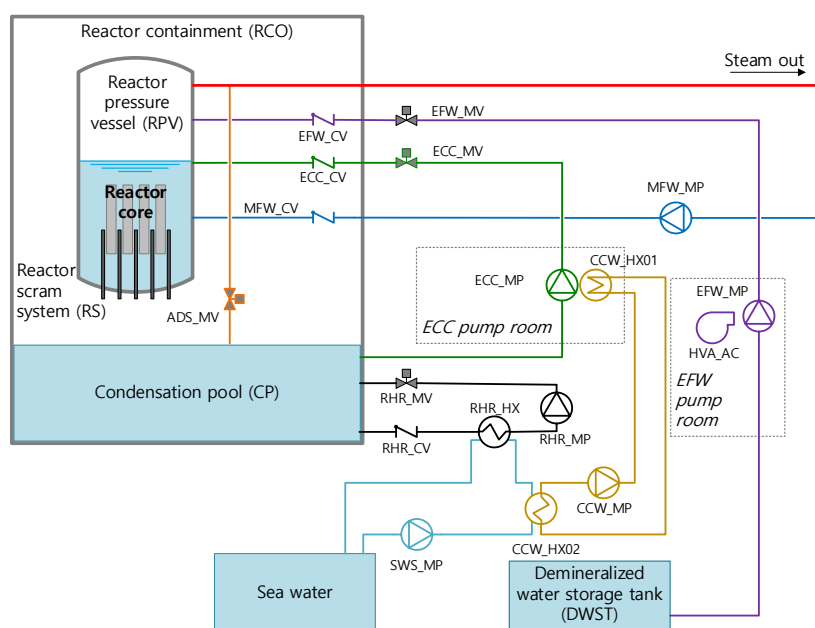 Reactor containment (RCO)
Steam out
Reactor
pressure
vessel (RPV)
EFW_MV
EFW_CV
ECC_MV
ECC_CV
Reactor
core
MFW_CV
MFW_MP
Reactor
scram
system (RS)
ADS_MV
ECC_MP
CCW_HX01
ECC pump room
EFW_MP
HVA_AC
EFW
pump
room
Condensation pool (CP)
RHR_MV
RHR_HX
RHR_CV
RHR_MP
CCW_MP
SWS_MP
CCW_HX02
Sea water
Demineralized
water storage tank
(DWST)